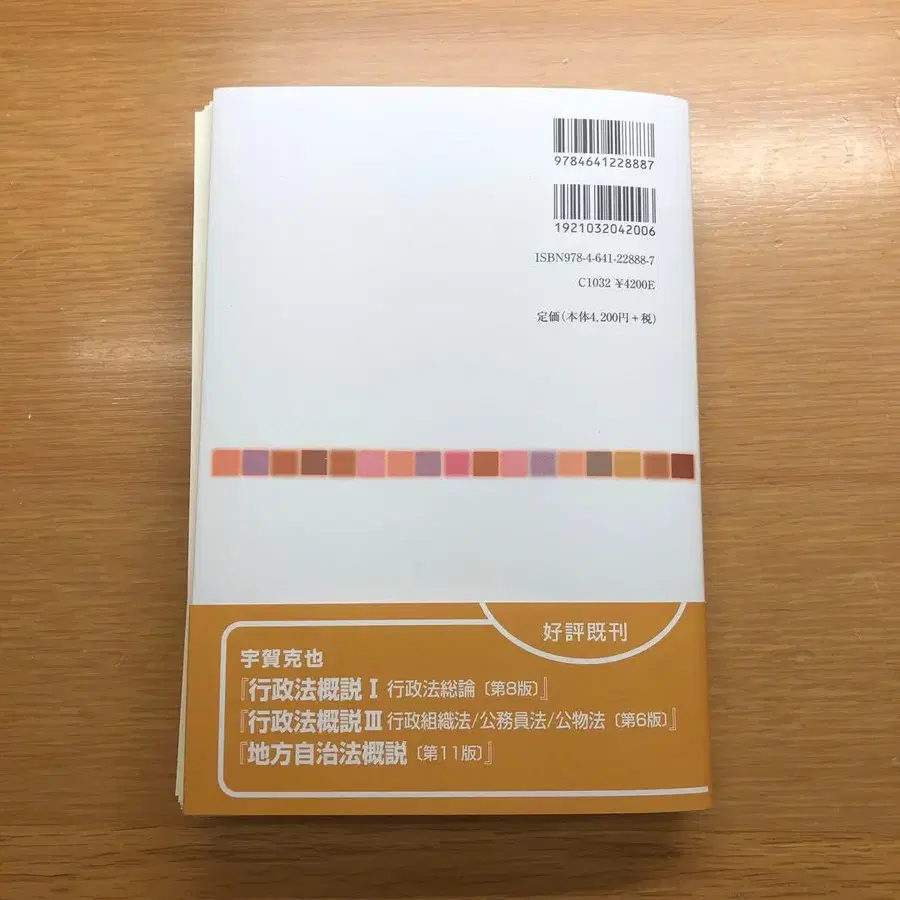 9784641228887
1921032042006
ISBN978-4-641-22888-7
C1032 ¥4200E
定価(本体4,200円+税)
好評既刊
宇賀克也
『行政法概説Ⅰ 行政法総論〔第8版〕』
『行政法概説Ⅲ 行政組織法/公務員法/公物法〔第6版〕』
『地方自治法概説〔第11版〕』